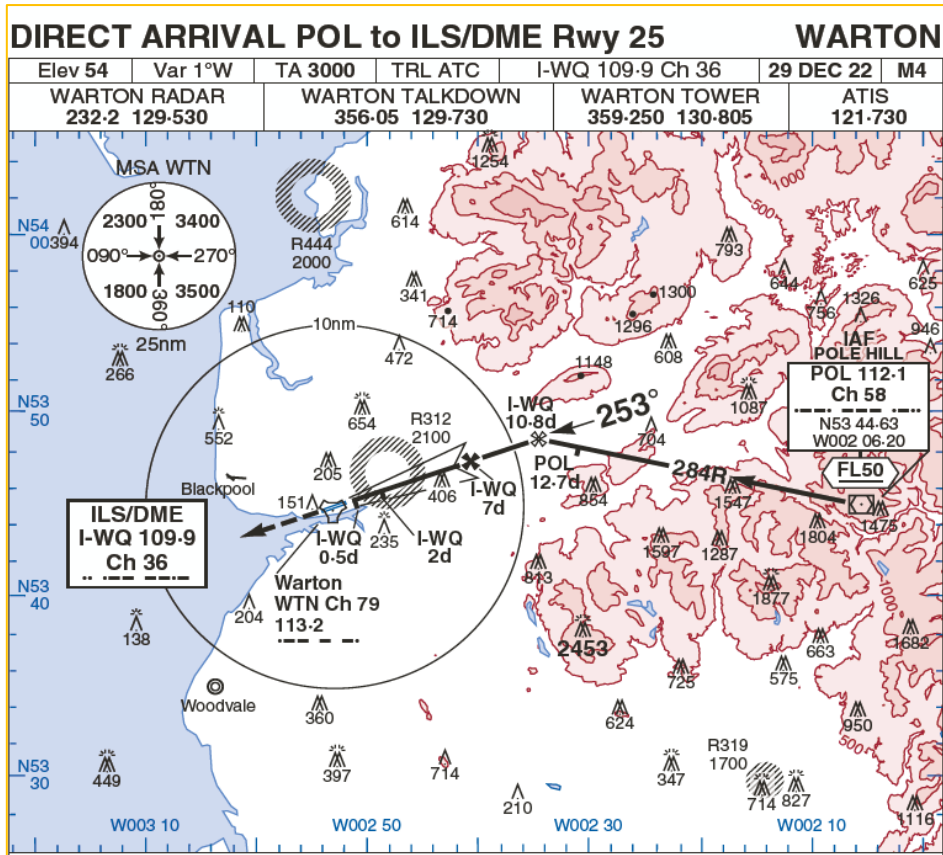 DIRECT ARRIVAL POL to ILS/DME Rwy 25 WARTON
Elev 54 Var 1°W TA 3000 TRL ATC I-WQ 109·9 Ch 36 29 DEC 22 M4
WARTON RADAR
232·2 129·530
WARTON TALKDOWN
356·05 129·730
WARTON TOWER
359·250 130·805
ATIS
121·730
MSA WTN
180°
2300 3400
090° 270°
1800 3500
360°
25nm
N54
00
394
R444
2000
1254
614
341
714
472
110
266
10nm
1000
500
793
644
756
1326
625
946
1300
1296
608
1148
1087
IAF
POLE HILL
POL 112·1
Ch 58
N53 44·63
W002 06·20
FL50
N53
50
552
654
R312
2100
205
Blackpool
151
406
I-WQ
10·8d
253°
704
POL
12·7d
854
284R
1547
1475
1804
I-WQ
7d
ILS/DME
I-WQ 109·9
Ch 36
I-WQ
0·5d
235
I-WQ
2d
1597
1287
813
1877
Warton
WTN Ch 79
113·2
N53
40
204
138
2453
663
1682
1000
725
575
Woodvale
360
624
950
500
R319
1700
N53
30
449
397
714
347
714
827
210
1116
W003 10 W002 50 W002 30 W002 10